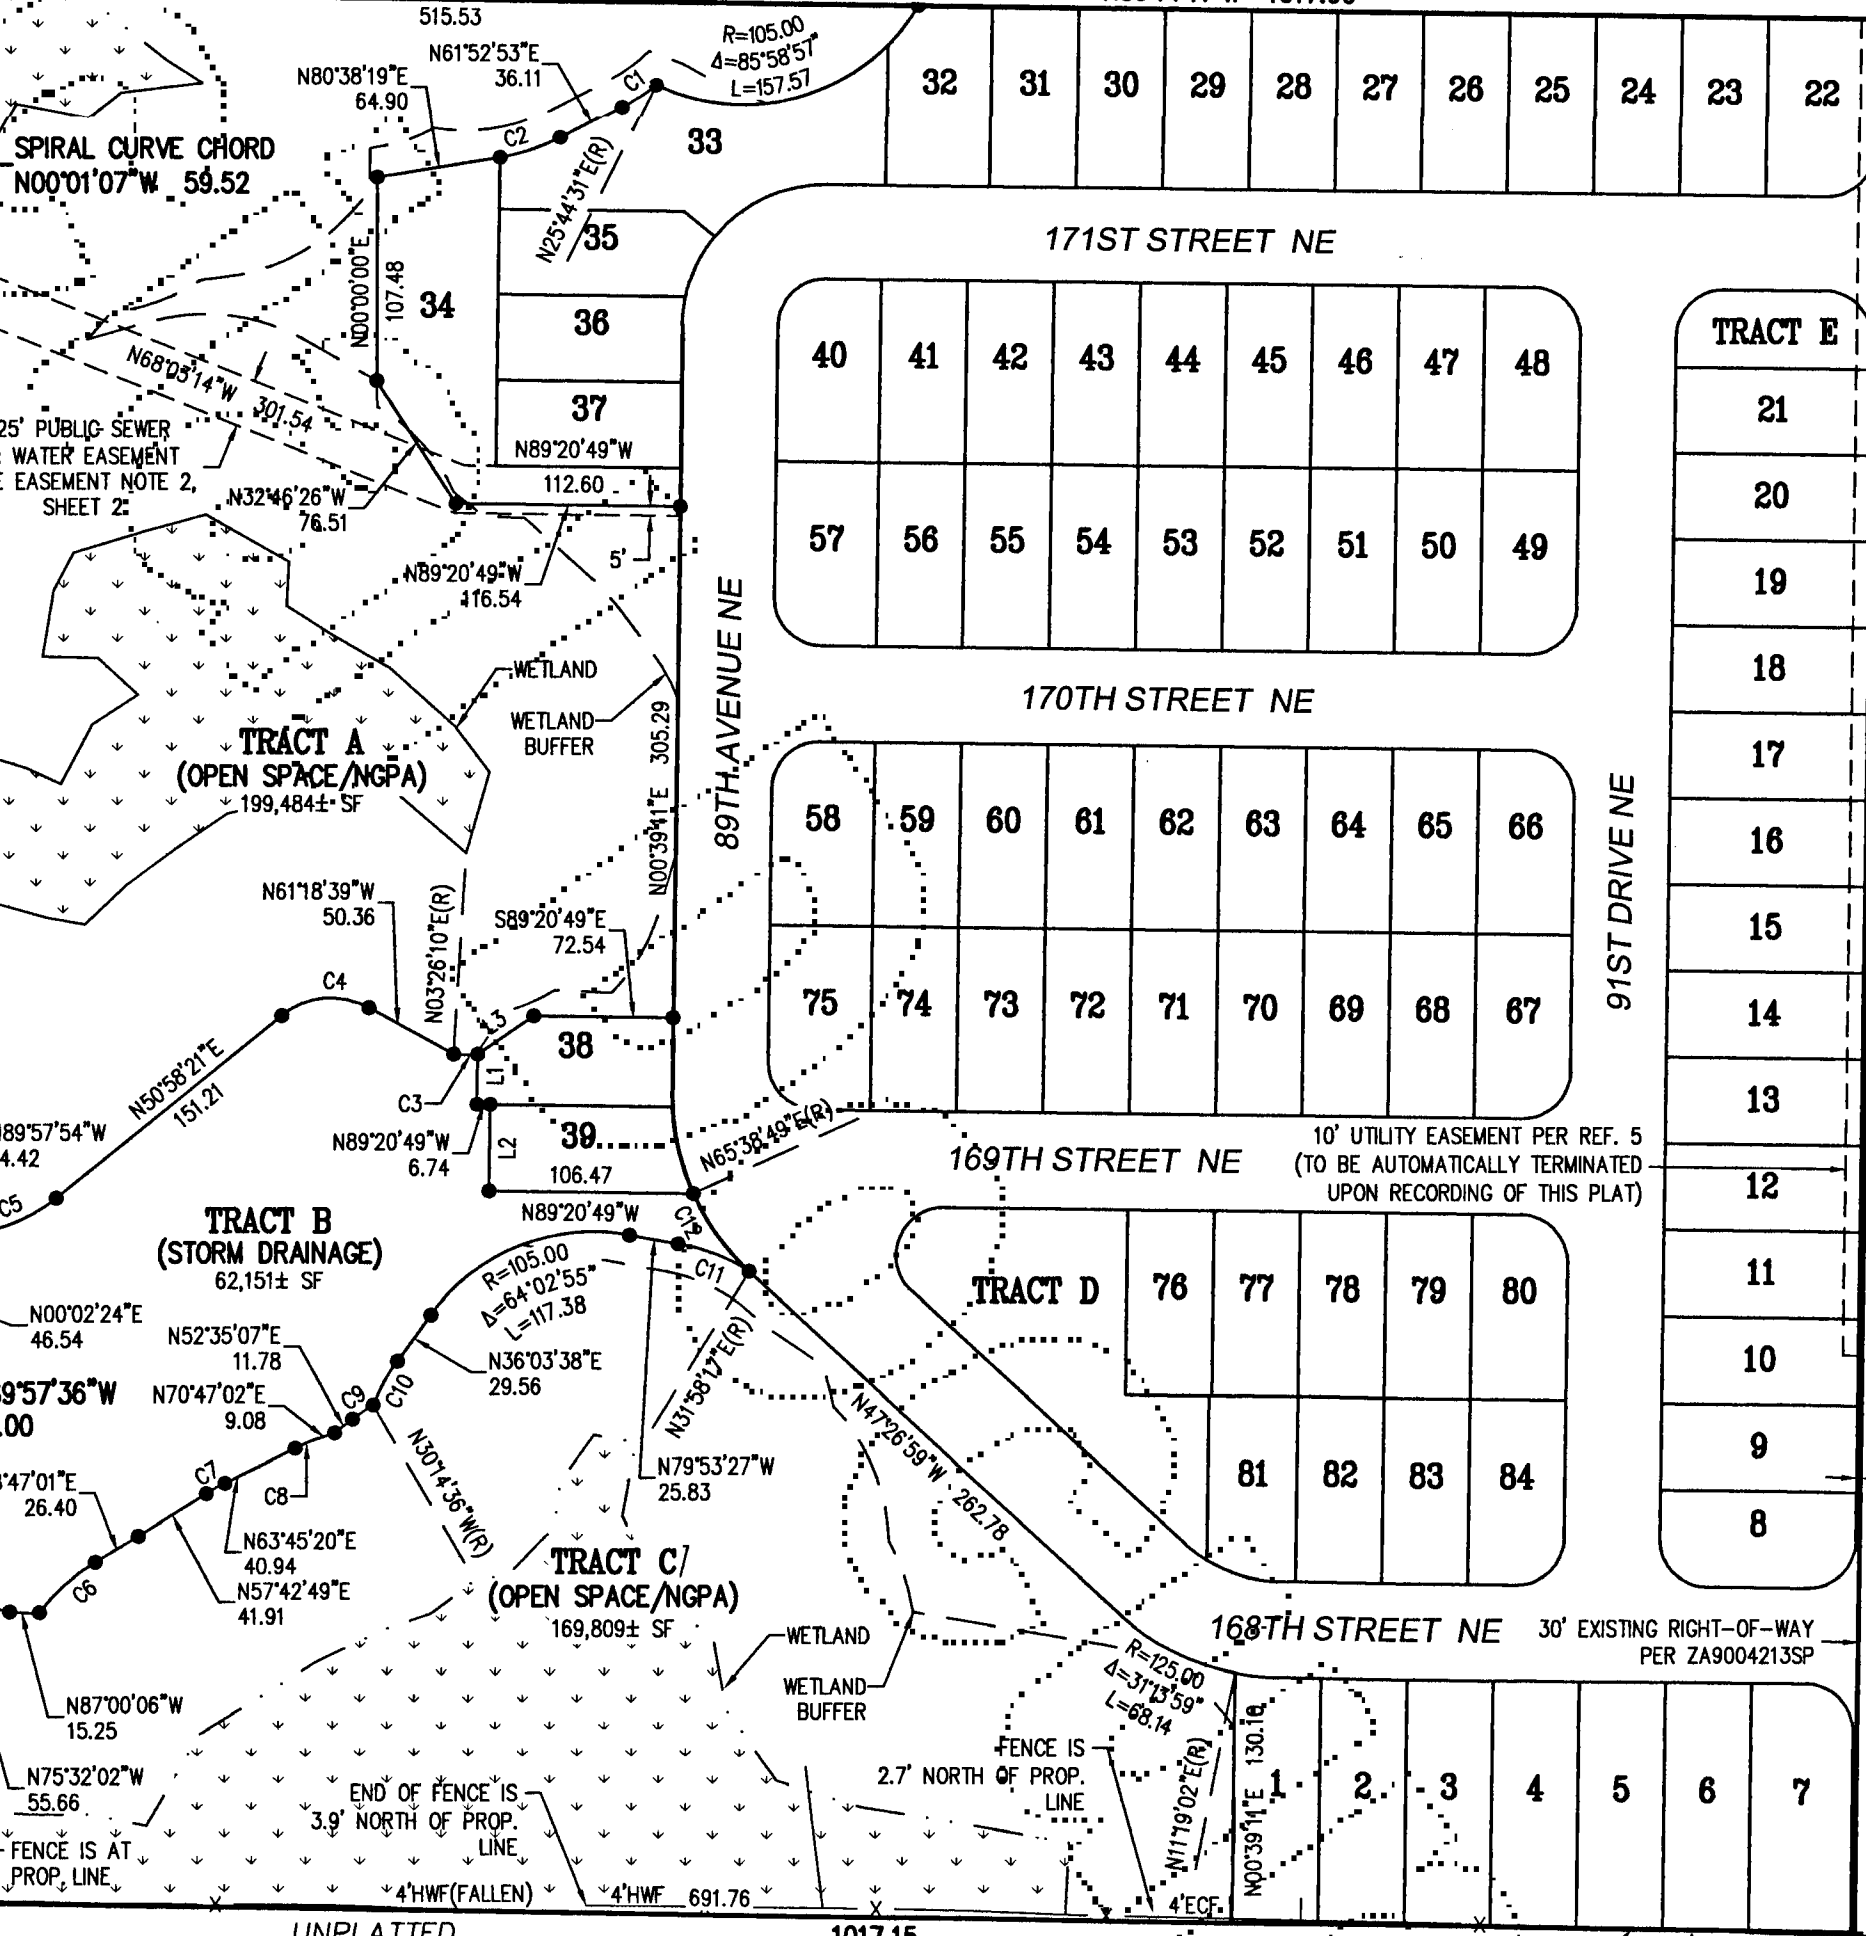 515.53
N61°52'53"E
36.11
R=105.00
Δ=85°58'57"
L=157.57
N80°38'19"E
64.90
C1
C2
SPIRAL CURVE CHORD
N00°01'07"W 59.52
N25°44'31"E(R)
33
32
31
30
29
28
27
26
25
24
23
22
171ST STREET NE
N00°00'00"E
107.48
34
35
36
37
N68°03'14"W
301.54
25' PUBLIC SEWER
WATER EASEMENT
EASEMENT NOTE 2,
SHEET 2
N32°46'26"W
76.51
N89°20'49"W
112.60
5'
N89°20'49"W
116.54
40
41
42
43
44
45
46
47
48
TRACT E
21
20
19
18
17
16
15
14
13
12
11
10
9
8
57
56
55
54
53
52
51
50
49
89TH AVENUE NE
170TH STREET NE
91ST DRIVE NE
WETLAND
WETLAND
BUFFER
TRACT A
(OPEN SPACE/NGPA)
199,484± SF
N00°39'11"E 305.29
58
59
60
61
62
63
64
65
66
75
74
73
72
71
70
69
68
67
N61°18'39"W
50.36
N03°26'10"E(R)
S89°20'49"E
72.54
C4
L3
38
L1
C3
N50°58'21"E
151.21
89°57'54"W
4.42
N89°20'49"W
6.74
L2
39
106.47
N89°20'49"W
N65°38'49"E(R)
169TH STREET NE
10' UTILITY EASEMENT PER REF. 5
(TO BE AUTOMATICALLY TERMINATED
UPON RECORDING OF THIS PLAT)
C5
TRACT B
(STORM DRAINAGE)
62,151± SF
C12
C11
R=105.00
Δ=64°02'55"
L=117.38
N00°02'24"E
46.54
N52°35'07"E
11.78
N36°03'38"E
29.56
9°57'36"W
.00
N70°47'02"E
9.08
C9
C10
N31°58'17"E(R)
TRACT D
76
77
78
79
80
81
82
83
84
N47°26'59"W 262.78
N79°53'27"W
25.83
N30°14'36"W(R)
47'01"E
26.40
C7
C8
N63°45'20"E
40.94
N57°42'49"E
41.91
C6
TRACT C
(OPEN SPACE/NGPA)
169,809± SF
WETLAND
WETLAND
BUFFER
168TH STREET NE
30' EXISTING RIGHT-OF-WAY
PER ZA9004213SP
R=125.00
Δ=31°13'59"
L=68.14
N87°00'06"W
15.25
N75°32'02"W
55.66
FENCE IS AT
PROP. LINE
END OF FENCE IS
3.9' NORTH OF PROP.
LINE
FENCE IS
2.7' NORTH OF PROP.
LINE
N11°19'02"E(R)
N00°39'11"E 130.10
1
2
3
4
5
6
7
4'HWF(FALLEN)
4'HWF
691.76
4'ECF
UNPLATTED
1017.15